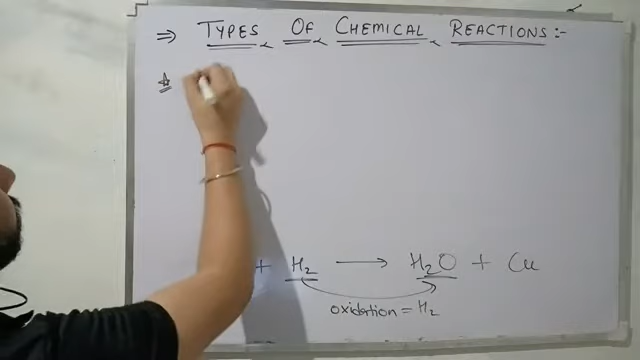 ⇒ TYPES OF CHEMICAL REACTIONS :-
+ H₂ → H₂O + Cu
oxidation = H₂